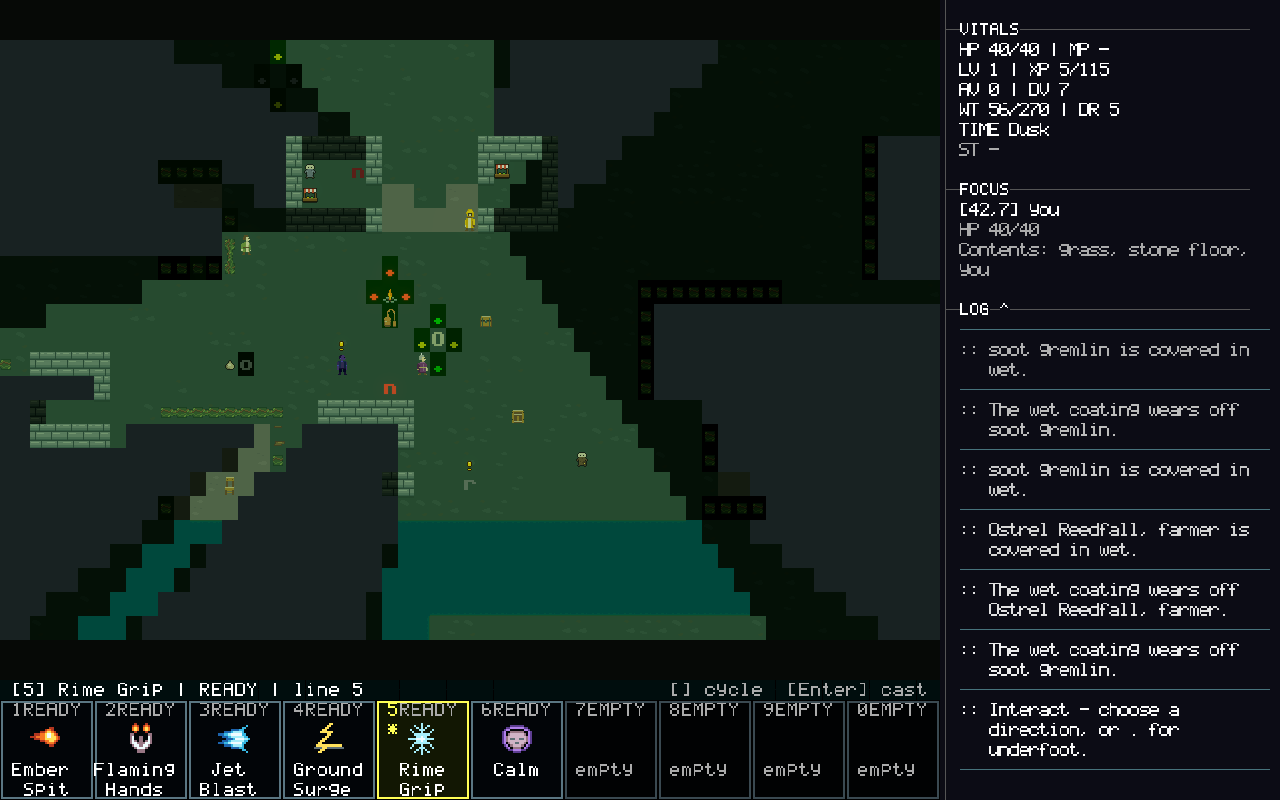 VITALS
HP 40/40 | MP -
LV 1 | XP 5/115
AV 0 | DV 7
WT 56/270 | DR 5
TIME Dusk
ST -
FOCUS
[42,7] You
HP 40/40
Contents: grass, stone floor,
you
LOG ^
:: soot gremlin is covered in
wet.
:: The wet coating wears off
soot gremlin.
:: soot gremlin is covered in
wet.
:: Ostrel Reedfall, farmer is
covered in wet.
:: The wet coating wears off
Ostrel Reedfall, farmer.
:: The wet coating wears off
soot gremlin.
:: Interact - choose a
direction, or . for
underfoot.
n
O
o
n
r
[5] Rime Grip | READY | line 5
[] cycle [Enter] cast
1READY 2READY 3READY 4READY 5READY 6READY 7EMPTY 8EMPTY 9EMPTY 0EMPTY
*
Ember Flaming Jet Ground Rime Calm empty empty empty empty
Spit Hands Blast Surge Grip